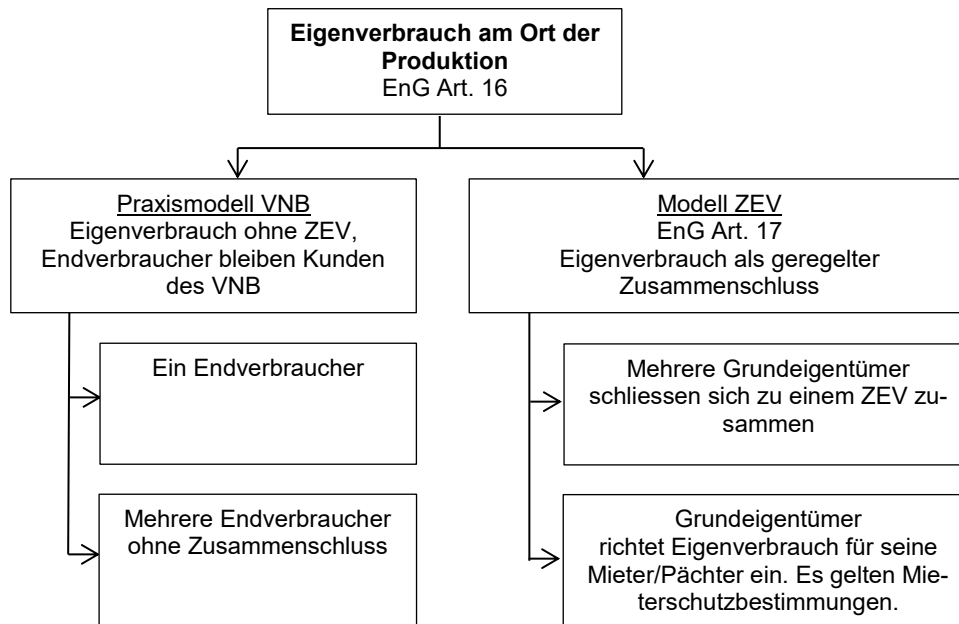 Eigenverbrauch am Ort der
Produktion
EnG Art. 16
Praxismodell VNB
Eigenverbrauch ohne ZEV,
Endverbraucher bleiben Kunden
des VNB
Ein Endverbraucher
Mehrere Endverbraucher
ohne Zusammenschluss
Modell ZEV
EnG Art. 17
Eigenverbrauch als geregelter
Zusammenschluss
Mehrere Grundeigentümer
schliessen sich zu einem ZEV zu-
sammen
Grundeigentümer
richtet Eigenverbrauch für seine
Mieter/Pächter ein. Es gelten Mie-
terschutzbestimmungen.